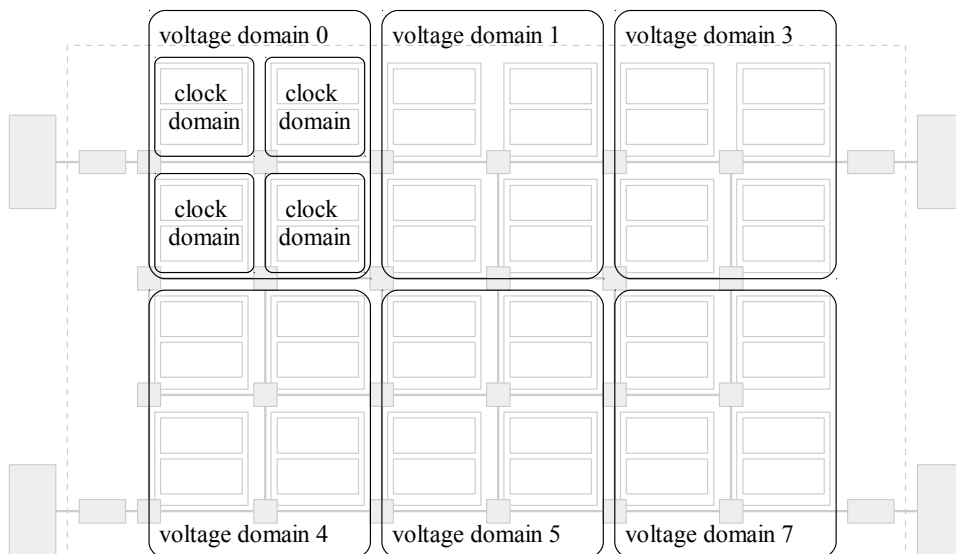 voltage domain 0
voltage domain 1
voltage domain 3
clock
domain
clock
domain
clock
domain
clock
domain
voltage domain 4
voltage domain 5
voltage domain 7